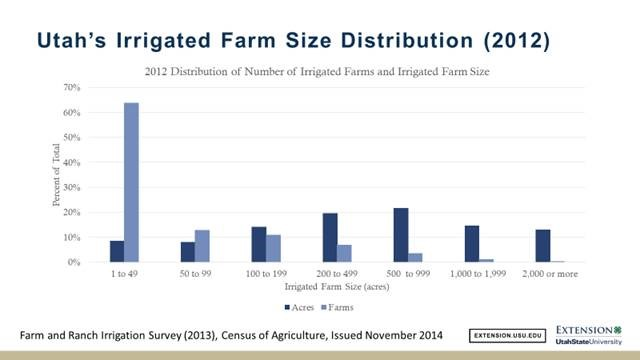 Utah's Irrigated Farm Size Distribution (2012)
2012 Distribution of Number of Irrigated Farms and Irrigated Farm Size
70%
60%
50%
40%
30%
20%
10%
0%
Percent of Total
1 to 49 50 to 99 100 to 199 200 to 499 500 to 999 1,000 to 1,999 2,000 or more
Irrigated Farm Size (acres)
Acres Farms
Farm and Ranch Irrigation Survey (2013), Census of Agriculture, Issued November 2014
EXTENSION.USU.EDU
EXTENSION
UtahStateUniversity